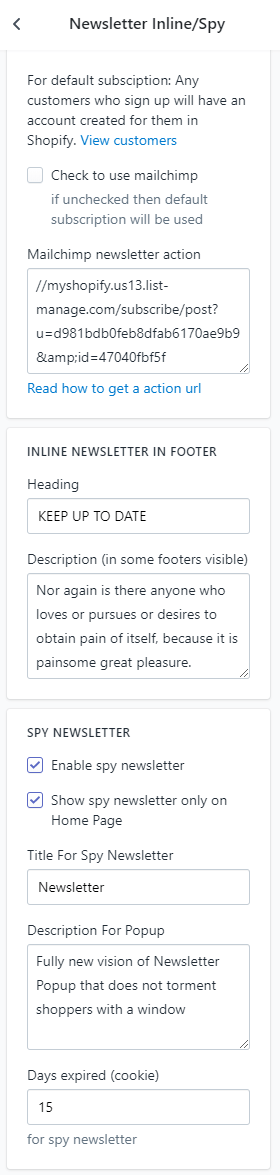 Newsletter Inline/Spy
For default subsciption: Any
customers who sign up will have an
account created for them in
Shopify. View customers
Check to use mailchimp
if unchecked then default
subscription will be used
Mailchimp newsletter action
//myshopify.us13.list-
manage.com/subscribe/post?
u=d981bdb0feb8dfab6170ae9b9
&amp;id=47040fbf5f
Read how to get a action url
INLINE NEWSLETTER IN FOOTER
Heading
KEEP UP TO DATE
Description (in some footers visible)
Nor again is there anyone who
loves or pursues or desires to
obtain pain of itself, because it is
painsome great pleasure.
SPY NEWSLETTER
Enable spy newsletter
Show spy newsletter only on
Home Page
Title For Spy Newsletter
Newsletter
Description For Popup
Fully new vision of Newsletter
Popup that does not torment
shoppers with a window
Days expired (cookie)
15
for spy newsletter